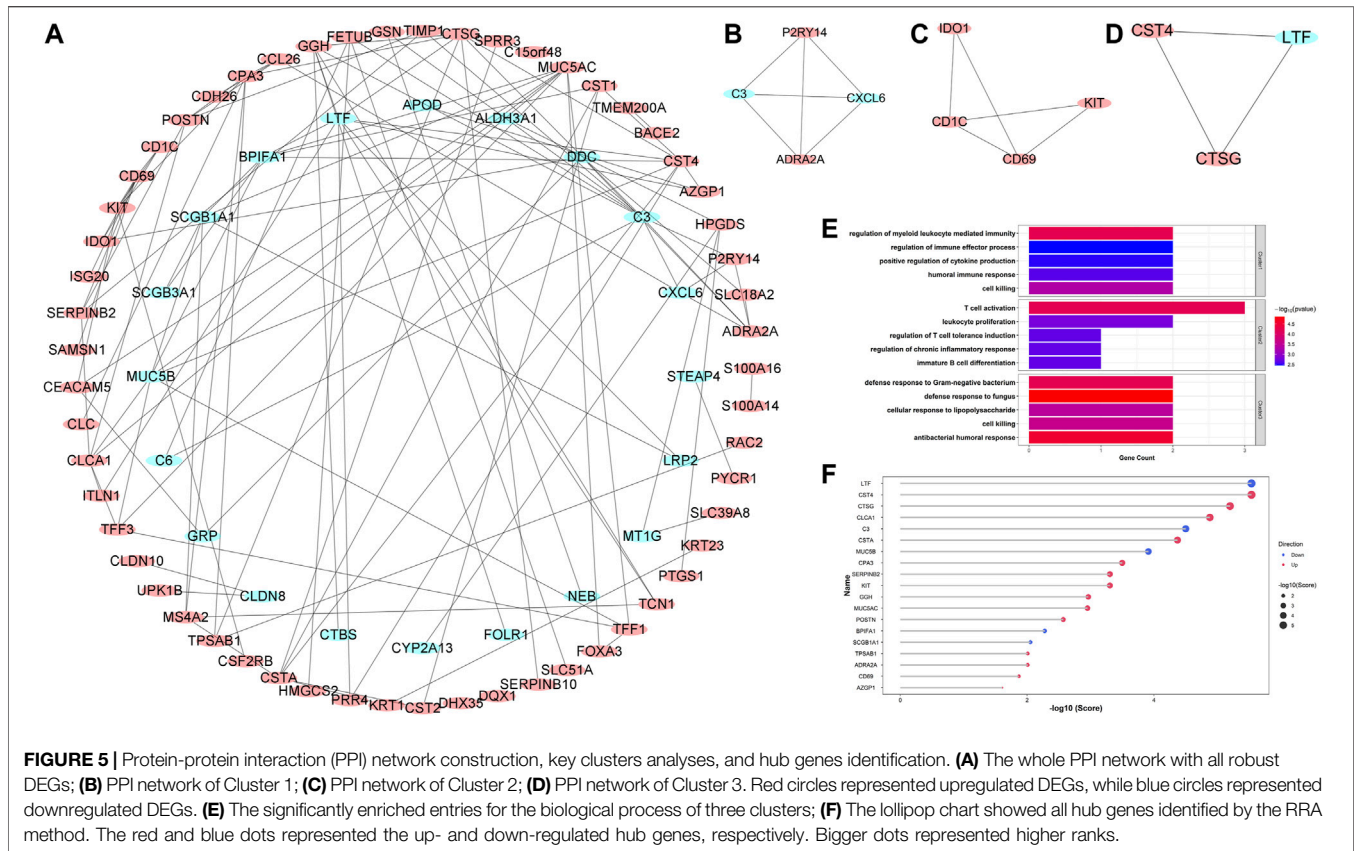 A
B
C
D
TIMP1
GSN
CTSG
FETUB
SPRR3
GGH
C15orf48
CCL26
MUC5AC
CPA3
CST1
CDH26
APOD
TMEM200A
POSTN
LTF
ALDH3A1
BACE2
CD1C
BPIFA1
DDC
CST4
CD69
AZGP1
KIT
SCGB1A1
C3
HPGDS
IDO1
P2RY14
ISG20
SCGB3A1
CXCL6
SLC18A2
SERPINB2
ADRA2A
SAMSN1
MUC5B
STEAP4
S100A16
CEACAM5
S100A14
CLC
RAC2
CLCA1
C6
LRP2
PYCR1
ITLN1
SLC39A8
TFF3
GRP
MT1G
KRT23
CLDN10
PTGS1
UPK1B
CLDN8
NEB
TCN1
MS4A2
TFF1
TPSAB1
CTBS
FOLR1
FOXA3
CSF2RB
CYP2A13
SLC51A
CSTA
SERPINB10
HMGCS2
DQX1
PRR4
DHX35
KRT1
CST2
P2RY14
C3
CXCL6
ADRA2A
IDO1
KIT
CD1C
CD69
CST4
LTF
CTSG
E
regulation of myeloid leukocyte mediated immunity
regulation of immune effector process
positive regulation of cytokine production
humoral immune response
cell killing
Cluster1
T cell activation
leukocyte proliferation
regulation of T cell tolerance induction
regulation of chronic inflammatory response
immature B cell differentiation
Cluster2
defense response to Gram-negative bacterium
defense response to fungus
cellular response to lipopolysaccharide
cell killing
antibacterial humoral response
Cluster3
0 1 2 3
Gene Count
-log10(pvalue)
4.5
4.0
3.5
3.0
2.5
F
LTF
CST4
CTSG
CLCA1
C3
CSTA
MUC5B
CPA3
SERPINB2
KIT
GGH
MUC5AC
POSTN
BPIFA1
SCGB1A1
TPSAB1
ADRA2A
CD69
AZGP1
Name
0 2 4
-log10 (Score)
Direction
Down
Up
-log10(Score)
2
3
4
5
FIGURE 5 | Protein-protein interaction (PPI) network construction, key clusters analyses, and hub genes identification. (A) The whole PPI network with all robust
DEGs; (B) PPI network of Cluster 1; (C) PPI network of Cluster 2; (D) PPI network of Cluster 3. Red circles represented upregulated DEGs, while blue circles represented
downregulated DEGs. (E) The significantly enriched entries for the biological process of three clusters; (F) The lollipop chart showed all hub genes identified by the RRA
method. The red and blue dots represented the up- and down-regulated hub genes, respectively. Bigger dots represented higher ranks.